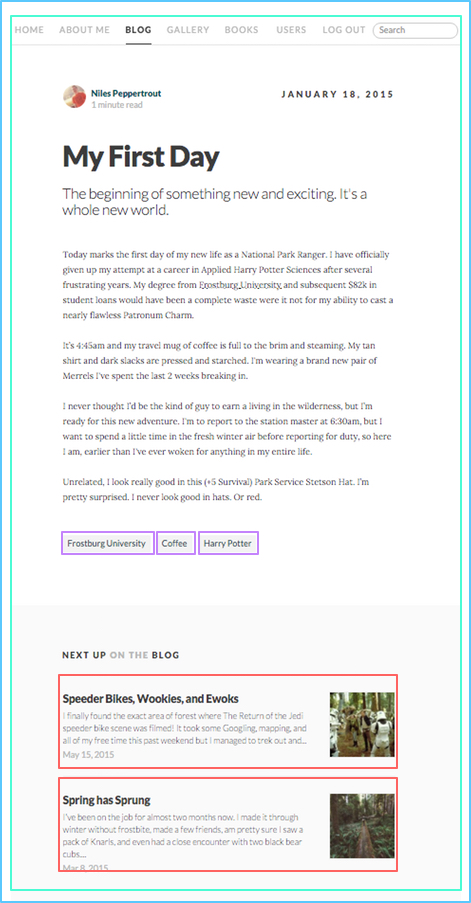 HOME ABOUT ME BLOG GALLERY BOOKS USERS LOG OUT Search
Niles Peppertrout
1 minute read
JANUARY 18, 2015
My First Day
The beginning of something new and exciting. It's a
whole new world.
Today marks the first day of my new life as a National Park Ranger. I have officially
given up my attempt at a career in Applied Harry Potter Sciences after several
frustrating years. My degree from Frostburg University and subsequent $82k in
student loans would have been a complete waste were it not for my ability to cast a
nearly flawless Patronum Charm.
It's 4:45am and my travel mug of coffee is full to the brim and steaming. My tan
shirt and dark slacks are pressed and starched. I'm wearing a brand new pair of
Merrels I've spent the last 2 weeks breaking in.
I never thought I'd be the kind of guy to earn a living in the wilderness, but I'm
ready for this new adventure. I'm to report to the station master at 6:30am, but I
want to spend a little time in the fresh winter air before reporting for duty, so here
I am, earlier than I've ever woken for anything in my entire life.
Unrelated, I look really good in this (+5 Survival) Park Service Stetson Hat. I'm
pretty surprised. I never look good in hats. Or red.
Frostburg University Coffee Harry Potter
NEXT UP ON THE BLOG
Speeder Bikes, Wookies, and Ewoks
I finally found the exact area of forest where The Return of the Jedi
speeder bike scene was filmed! It took some Googling, mapping, and
all of my free time this past weekend but I managed to trek out and...
May 15, 2015
Spring has Sprung
I've been on the job for almost two months now. I made it through
winter without frostbite, made a few friends, am pretty sure I saw a
pack of Knarls, and even had a close encounter with two black bear
cubs....
Mar 8, 2015